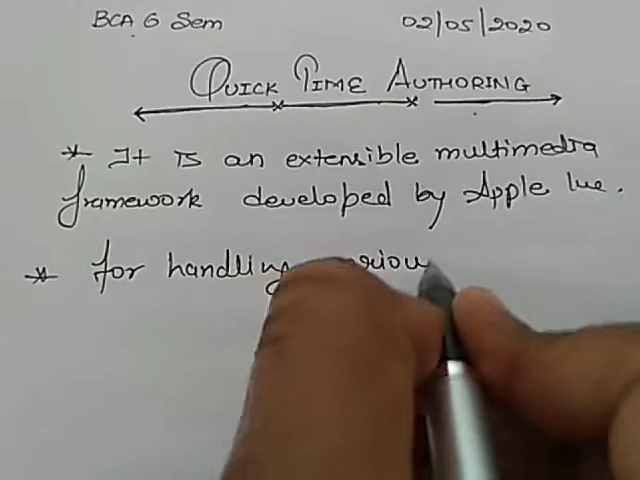 BCA 6 Sem 02/05/2020
QUICK TIME AUTHORING
* It is an extensible multimedia
framework developed by Apple Inc.
* for handling